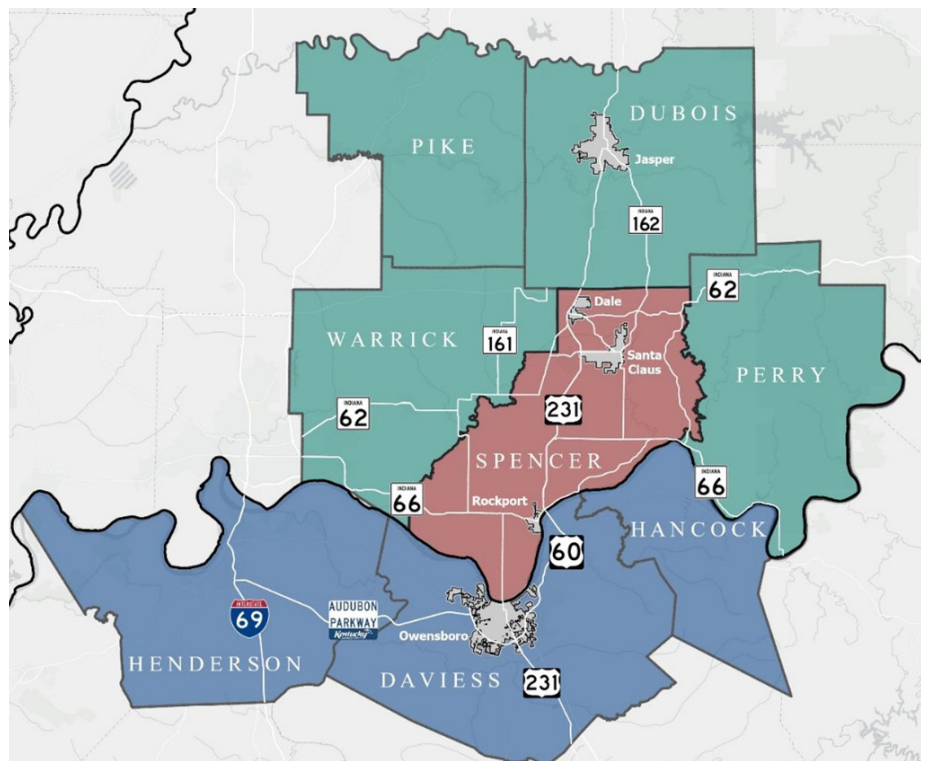 DUBOIS
PIKE
Jasper
INDIANA
162
INDIANA
62
Dale
WARRICK
INDIANA
161
Santa
Claus
PERRY
INDIANA
62
231
SPENCER
INDIANA
66
INDIANA
66
Rockport
HANCOCK
60
INTERSTATE
69
AUDUBON
PARKWAY
Kentucky
Owensboro
HENDERSON
DAVIESS
231